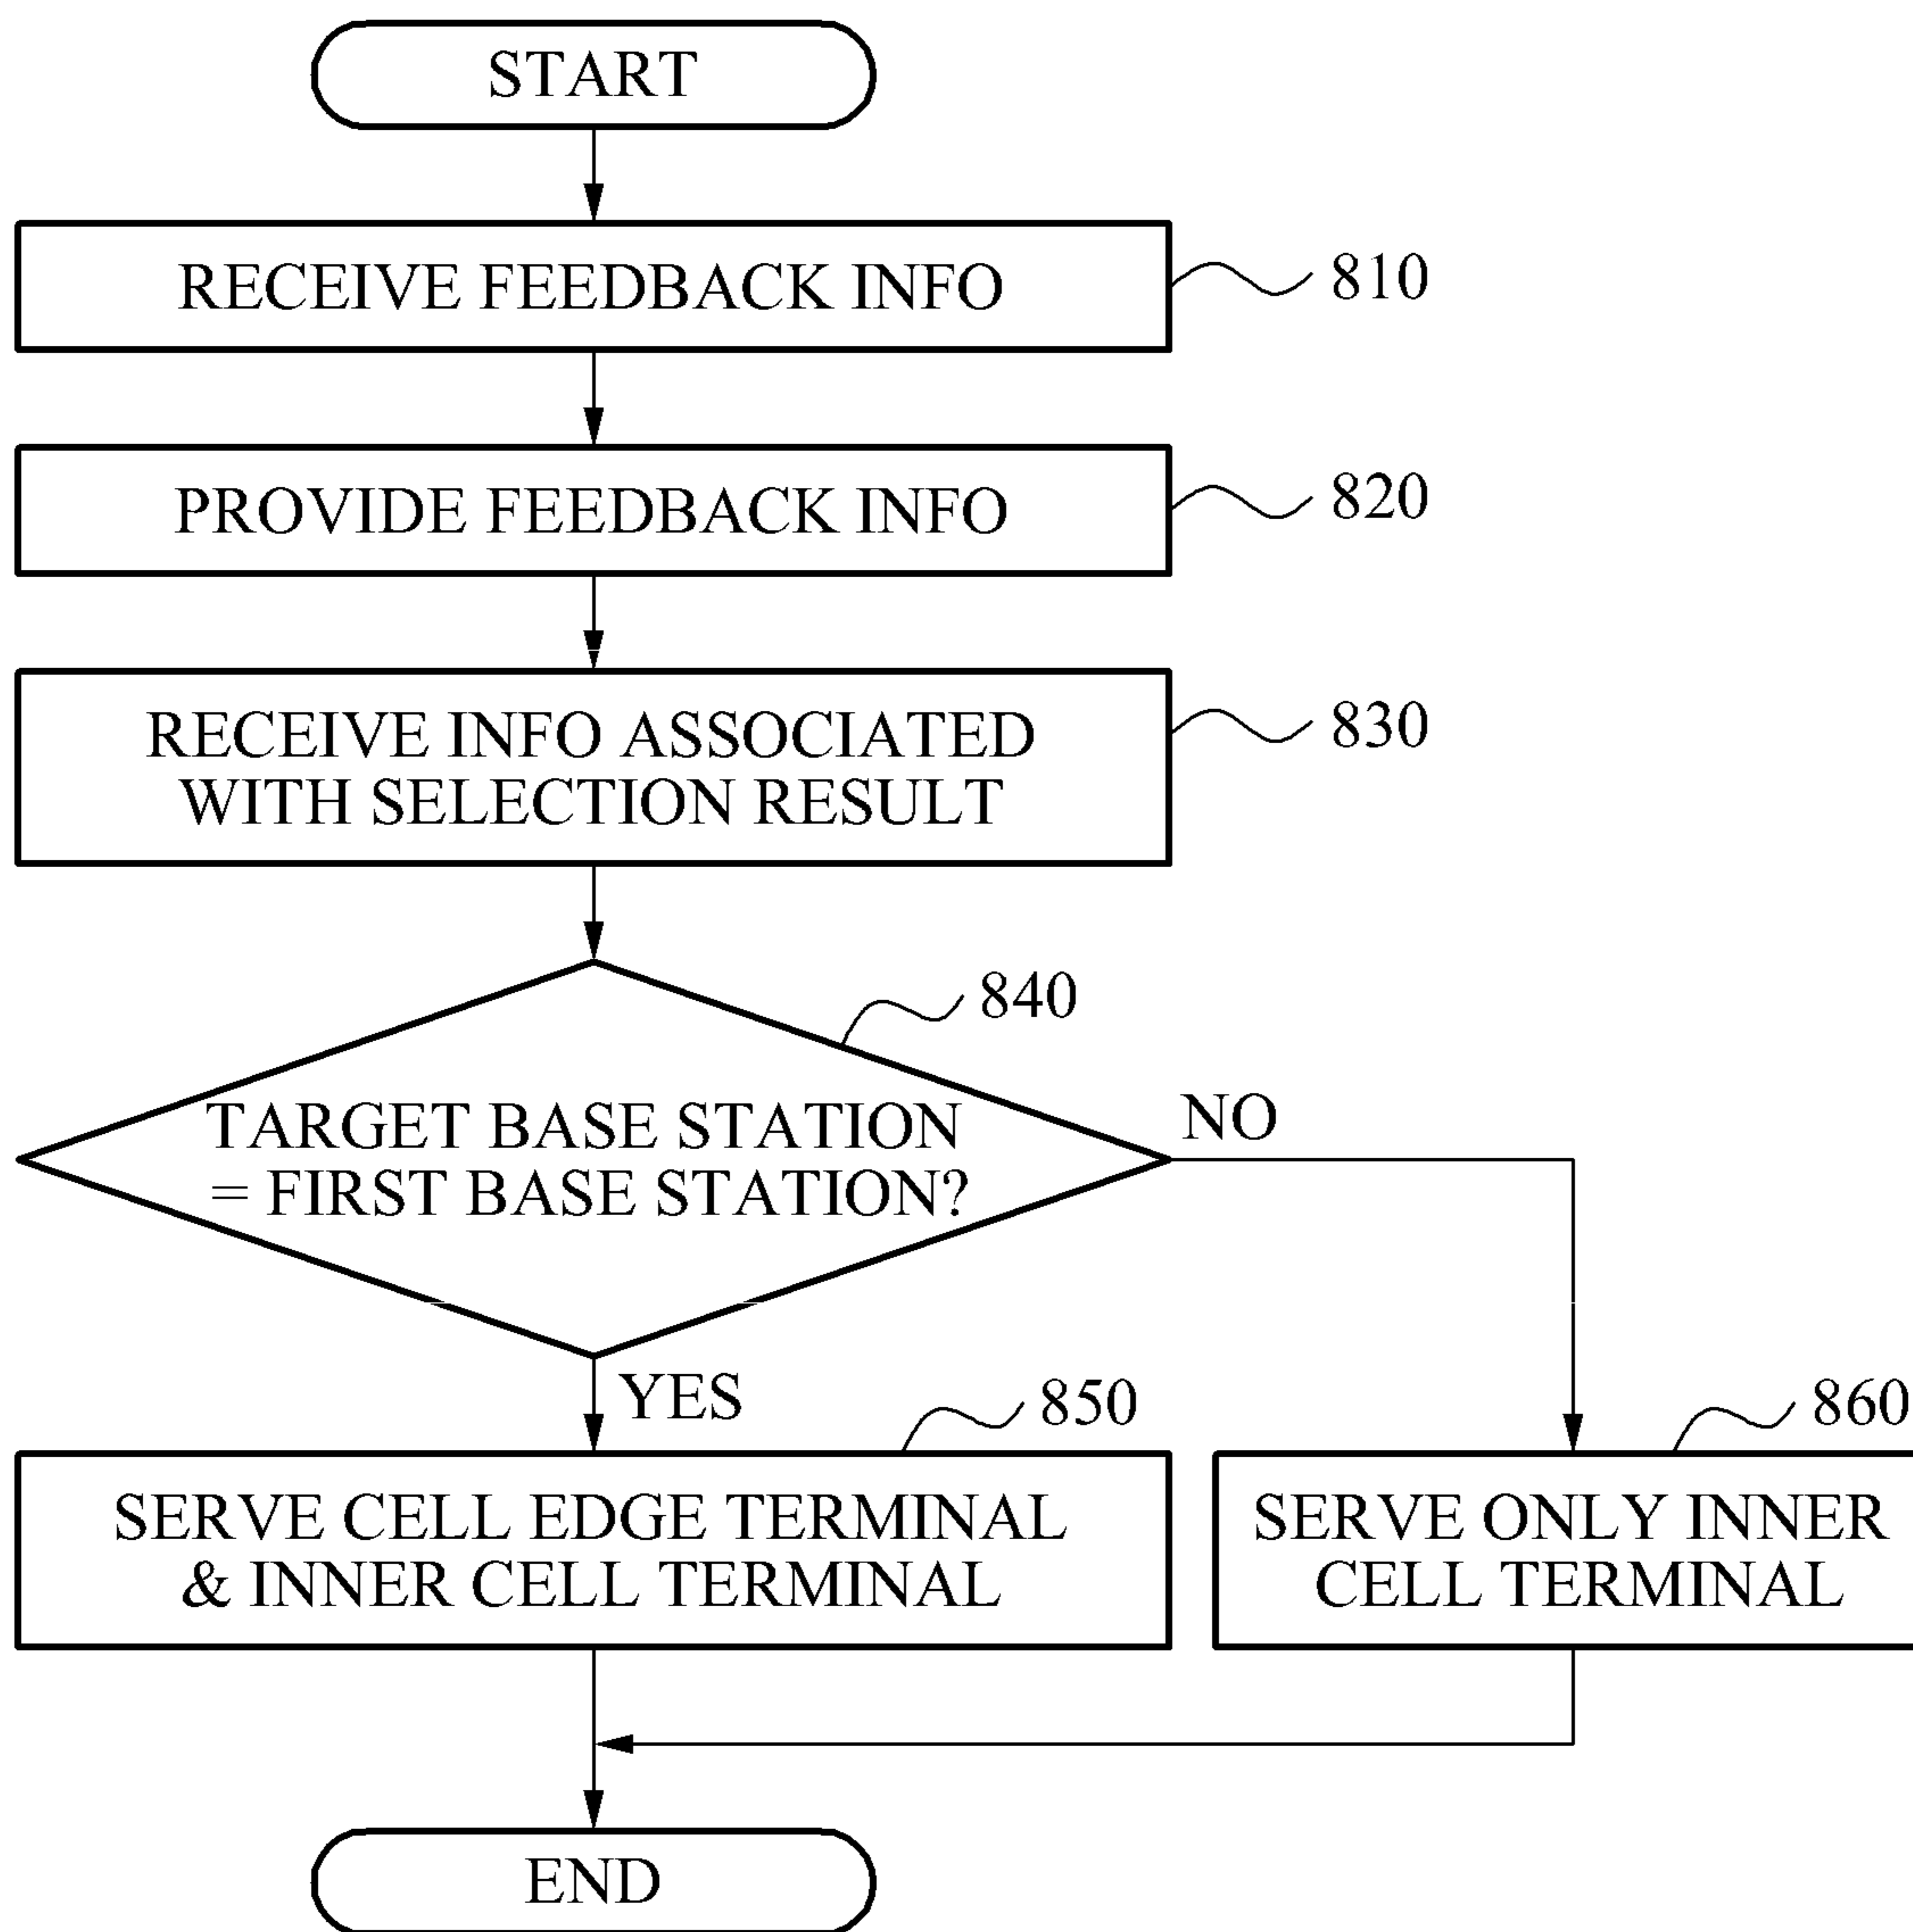 START
RECEIVE FEEDBACK INFO
810
PROVIDE FEEDBACK INFO
820
RECEIVE INFO ASSOCIATED
WITH SELECTION RESULT
830
840
TARGET BASE STATION
= FIRST BASE STATION?
NO
YES
850
860
SERVE CELL EDGE TERMINAL
& INNER CELL TERMINAL
SERVE ONLY INNER
CELL TERMINAL
END